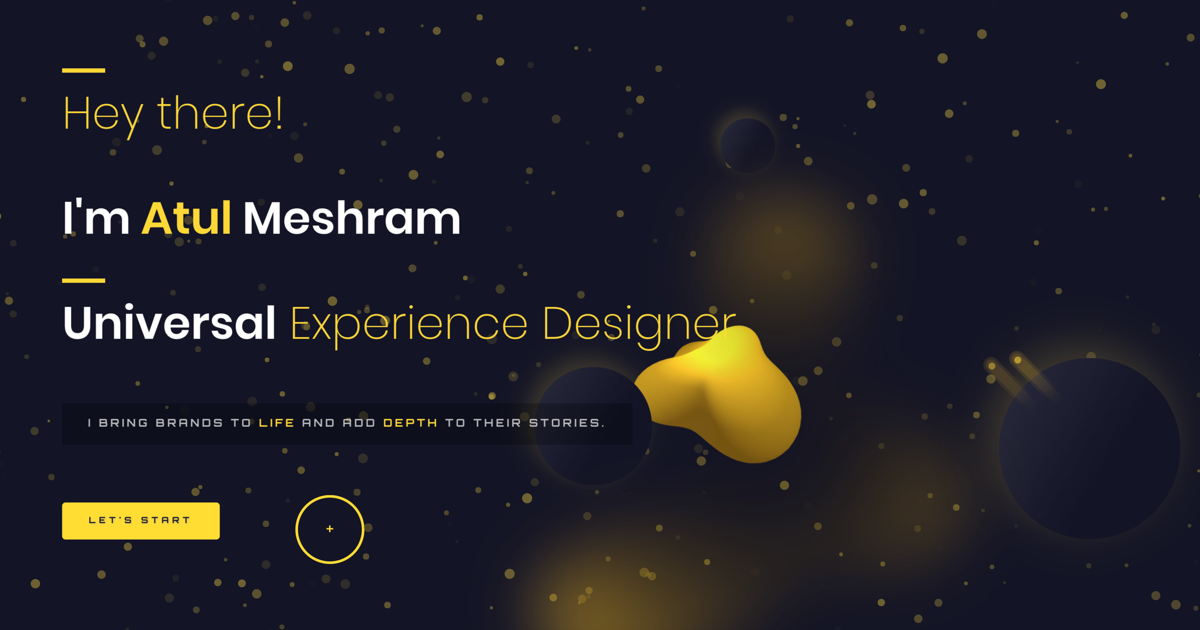 Hey there!
I'm Atul Meshram
Universal Experience Designer
I BRING BRANDS TO LIFE AND ADD DEPTH TO THEIR STORIES.
LET'S START
+